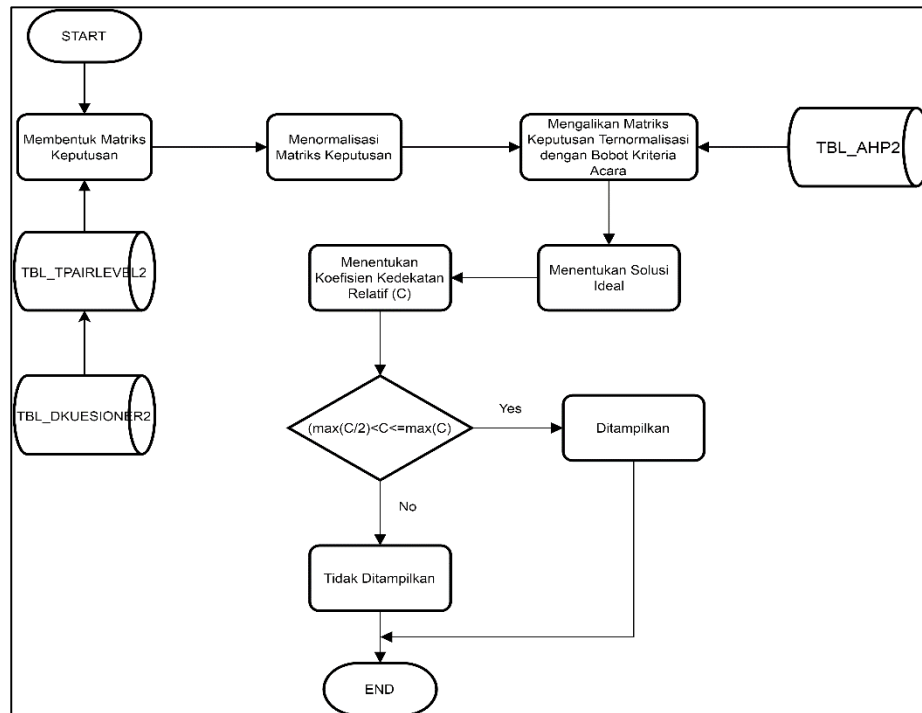 START
Membentuk Matriks
Keputusan
Menormalisasi
Matriks Keputusan
Mengalikan Matriks
Keputusan Ternormalisasi
dengan Bobot Kriteria
Acara
TBL_AHP2
TBL_TPAIRLEVEL2
Menentukan
Koefisien Kedekatan
Relatif (C)
Menentukan Solusi
Ideal
TBL_DKUESIONER2
(max(C/2)<C<=max(C)
Yes
Ditampilkan
No
Tidak Ditampilkan
END